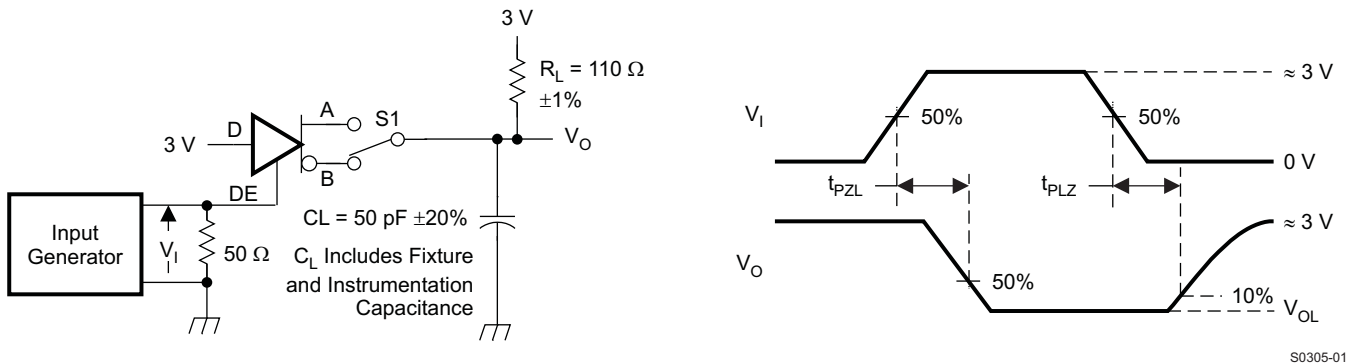 3 V
R_L = 110 Ω
±1%
A
S1
D
3 V
V_O
B
DE
CL = 50 pF ±20%
Input
Generator
V_I
50 Ω
C_L Includes Fixture
and Instrumentation
Capacitance
≈ 3 V
V_I
50%
50%
0 V
t_PZL
t_PLZ
≈ 3 V
V_O
50%
10%
V_OL
S0305-01